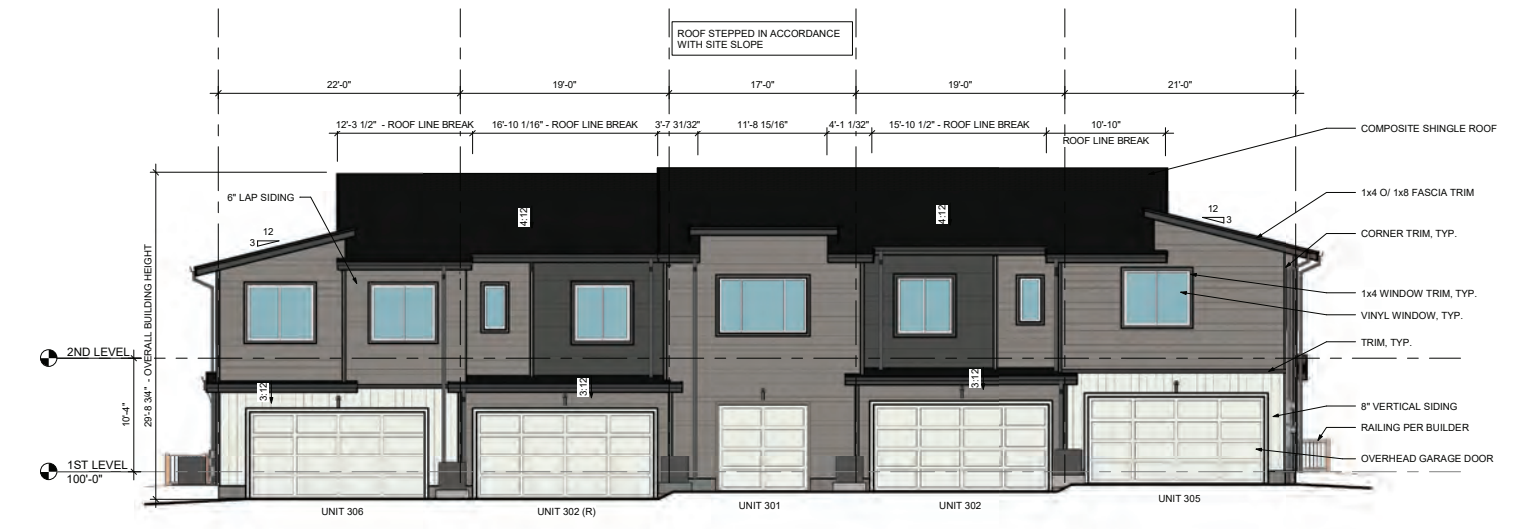 ROOF STEPPED IN ACCORDANCE
WITH SITE SLOPE
22'-0"
19'-0"
17'-0"
19'-0"
21'-0"
12'-3 1/2" - ROOF LINE BREAK
16'-10 1/16" - ROOF LINE BREAK
3'-7 31/32"
11'-8 15/16"
4'-1 1/32"
15'-10 1/2" - ROOF LINE BREAK
10'-10"
ROOF LINE BREAK
COMPOSITE SHINGLE ROOF
6" LAP SIDING
1x4 O/ 1x8 FASCIA TRIM
12
3
4:12
4:12
12
3
CORNER TRIM, TYP.
1x4 WINDOW TRIM, TYP.
VINYL WINDOW, TYP.
TRIM, TYP.
2ND LEVEL
29'-8 3/4" - OVERALL BUILDING HEIGHT
10'-4"
3:12
3:12
3:12
8" VERTICAL SIDING
RAILING PER BUILDER
OVERHEAD GARAGE DOOR
1ST LEVEL
100'-0"
UNIT 306
UNIT 302 (R)
UNIT 301
UNIT 302
UNIT 305